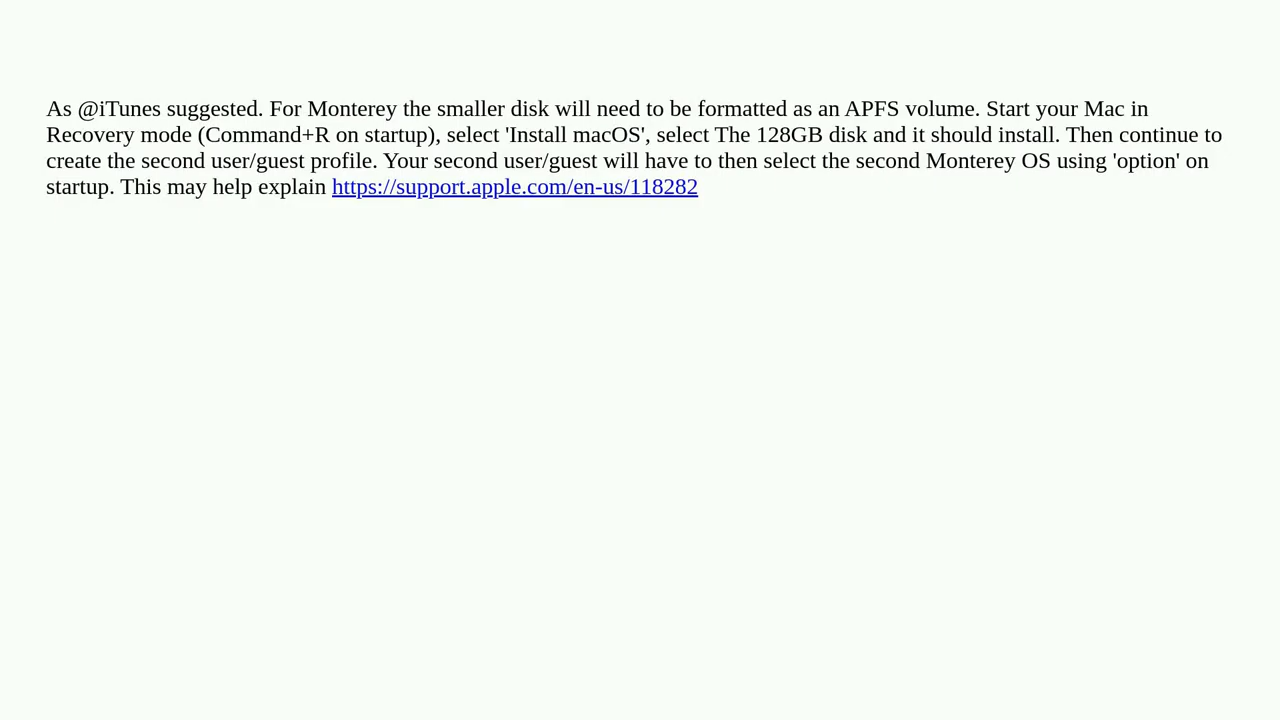 As @iTunes suggested. For Monterey the smaller disk will need to be formatted as an APFS volume. Start your Mac in
Recovery mode (Command+R on startup), select 'Install macOS', select The 128GB disk and it should install. Then continue to
create the second user/guest profile. Your second user/guest will have to then select the second Monterey OS using 'option' on
startup. This may help explain https://support.apple.com/en-us/118282